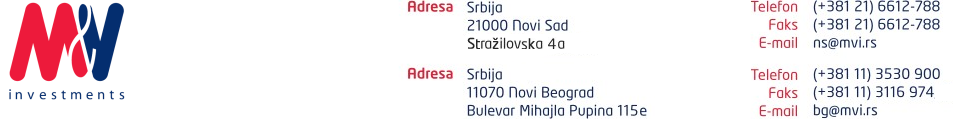 M&V
investments
Adresa Srbija
21000 Novi Sad
Stražilovska 4a
Telefon (+381 21) 6612-788
Faks (+381 21) 6612-788
E-mail ns@mvi.rs
Adresa Srbija
11070 Novi Beograd
Bulevar Mihajla Pupina 115e
Telefon (+381 11) 3530 900
Faks (+381 11) 3116 974
E-mail bg@mvi.rs